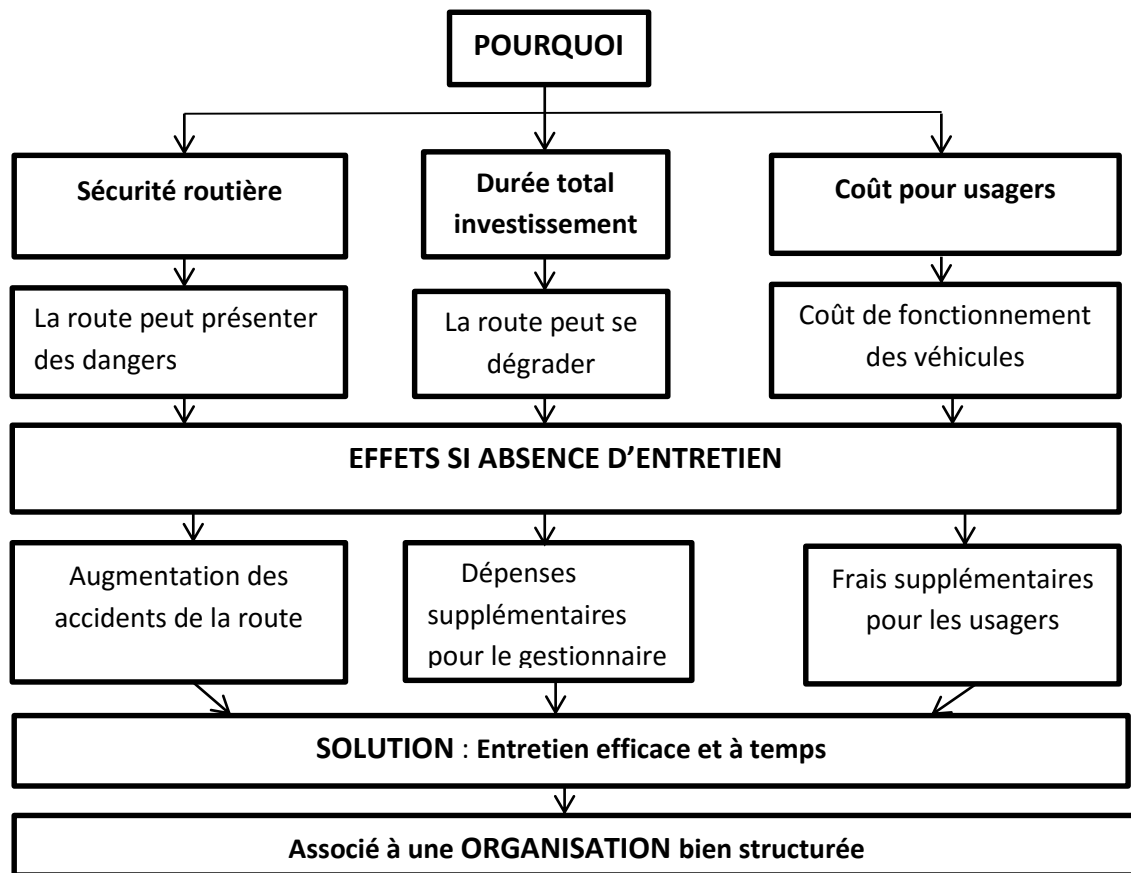 POURQUOI
Sécurité routière
Durée total
investissement
Coût pour usagers
La route peut présenter
des dangers
La route peut se
dégrader
Coût de fonctionnement
des véhicules
EFFETS SI ABSENCE D’ENTRETIEN
Augmentation des
accidents de la route
Dépenses
supplémentaires
pour le gestionnaire
Frais supplémentaires
pour les usagers
SOLUTION : Entretien efficace et à temps
Associé à une ORGANISATION bien structurée